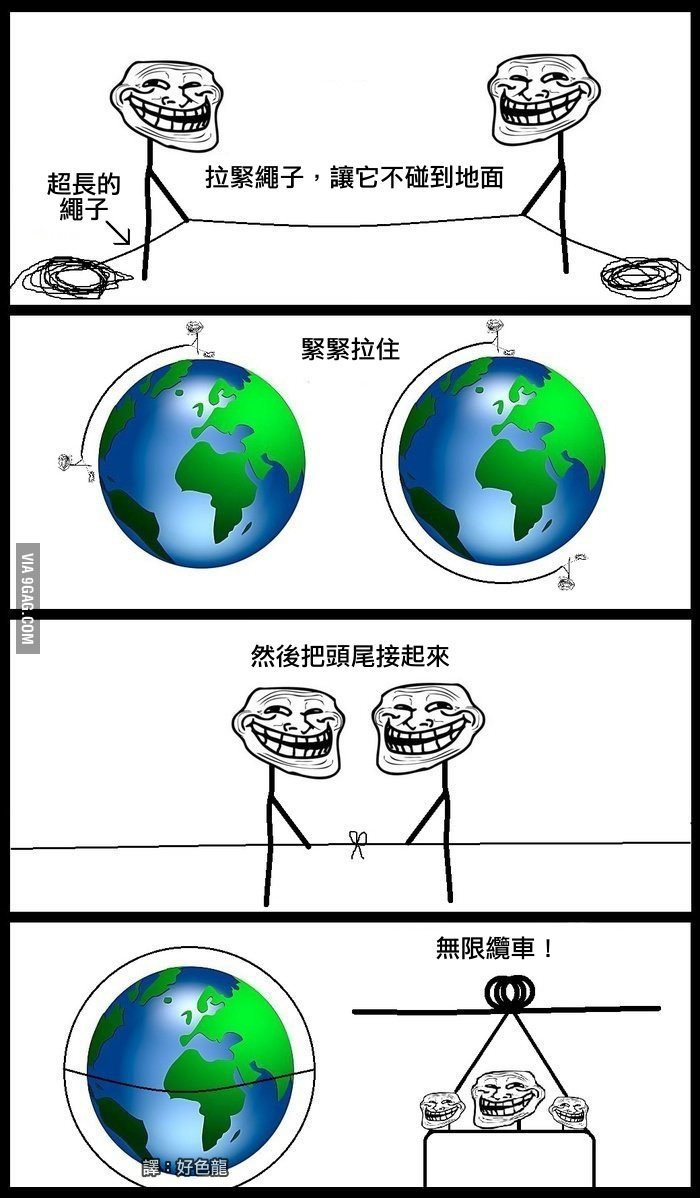 拉緊繩子，讓它不碰到地面
超長的
繩子
緊緊拉住
VIA 9GAG.COM
然後把頭尾接起來
無限纜車！
譯：好色龍